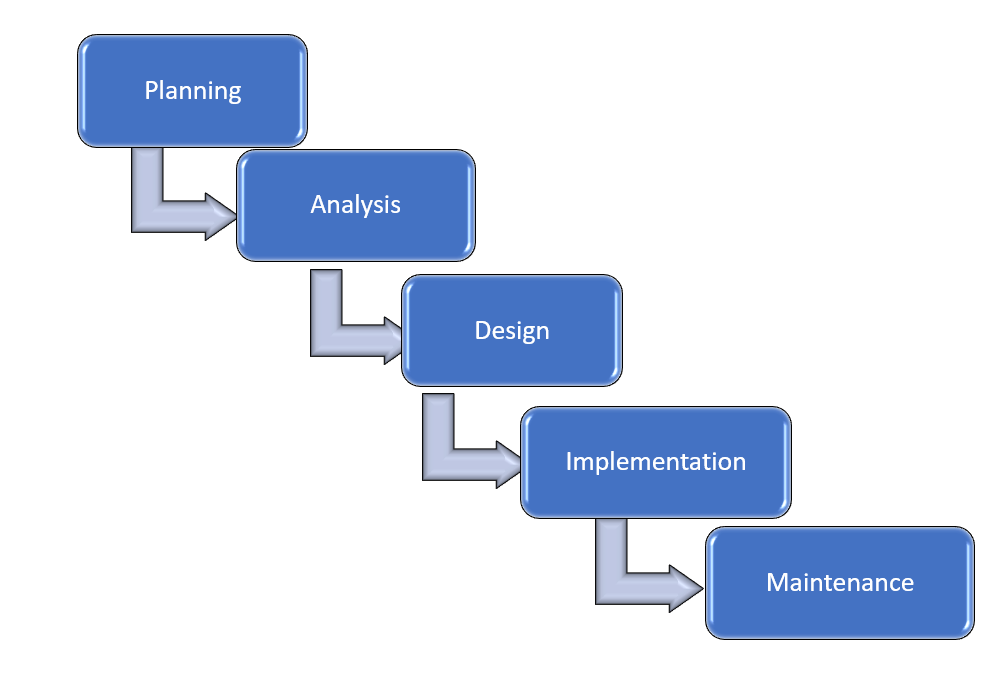 Planning
Analysis
Design
Implementation
Maintenance